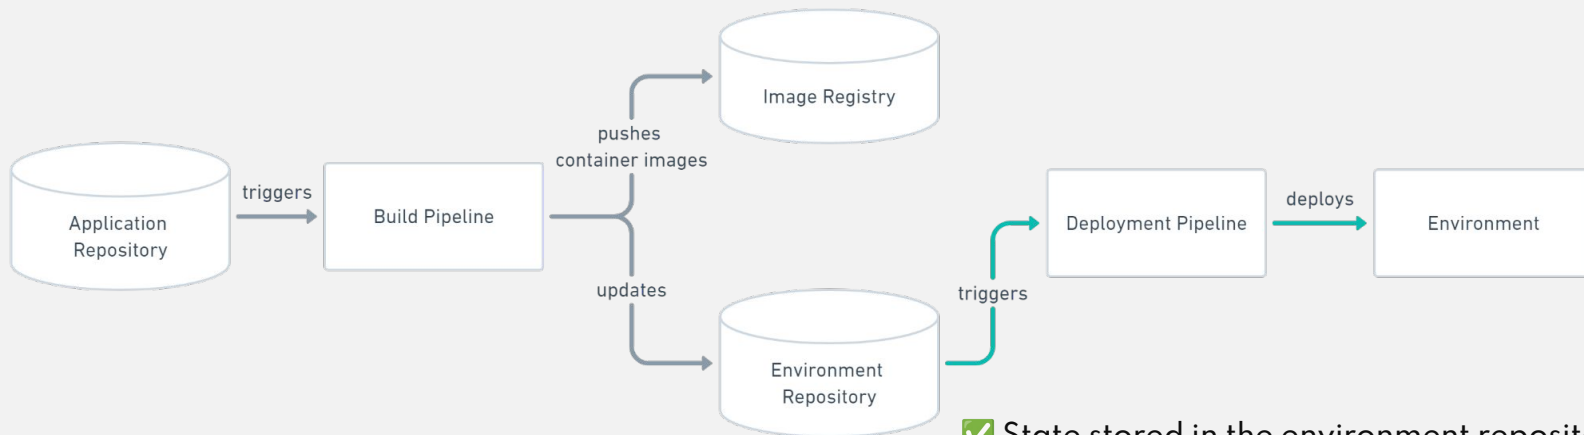 Image Registry
pushes
container images
Application
Repository
triggers
Build Pipeline
updates
Environment
Repository
triggers
Deployment Pipeline
deploys
Environment
✅ State stored in the environment